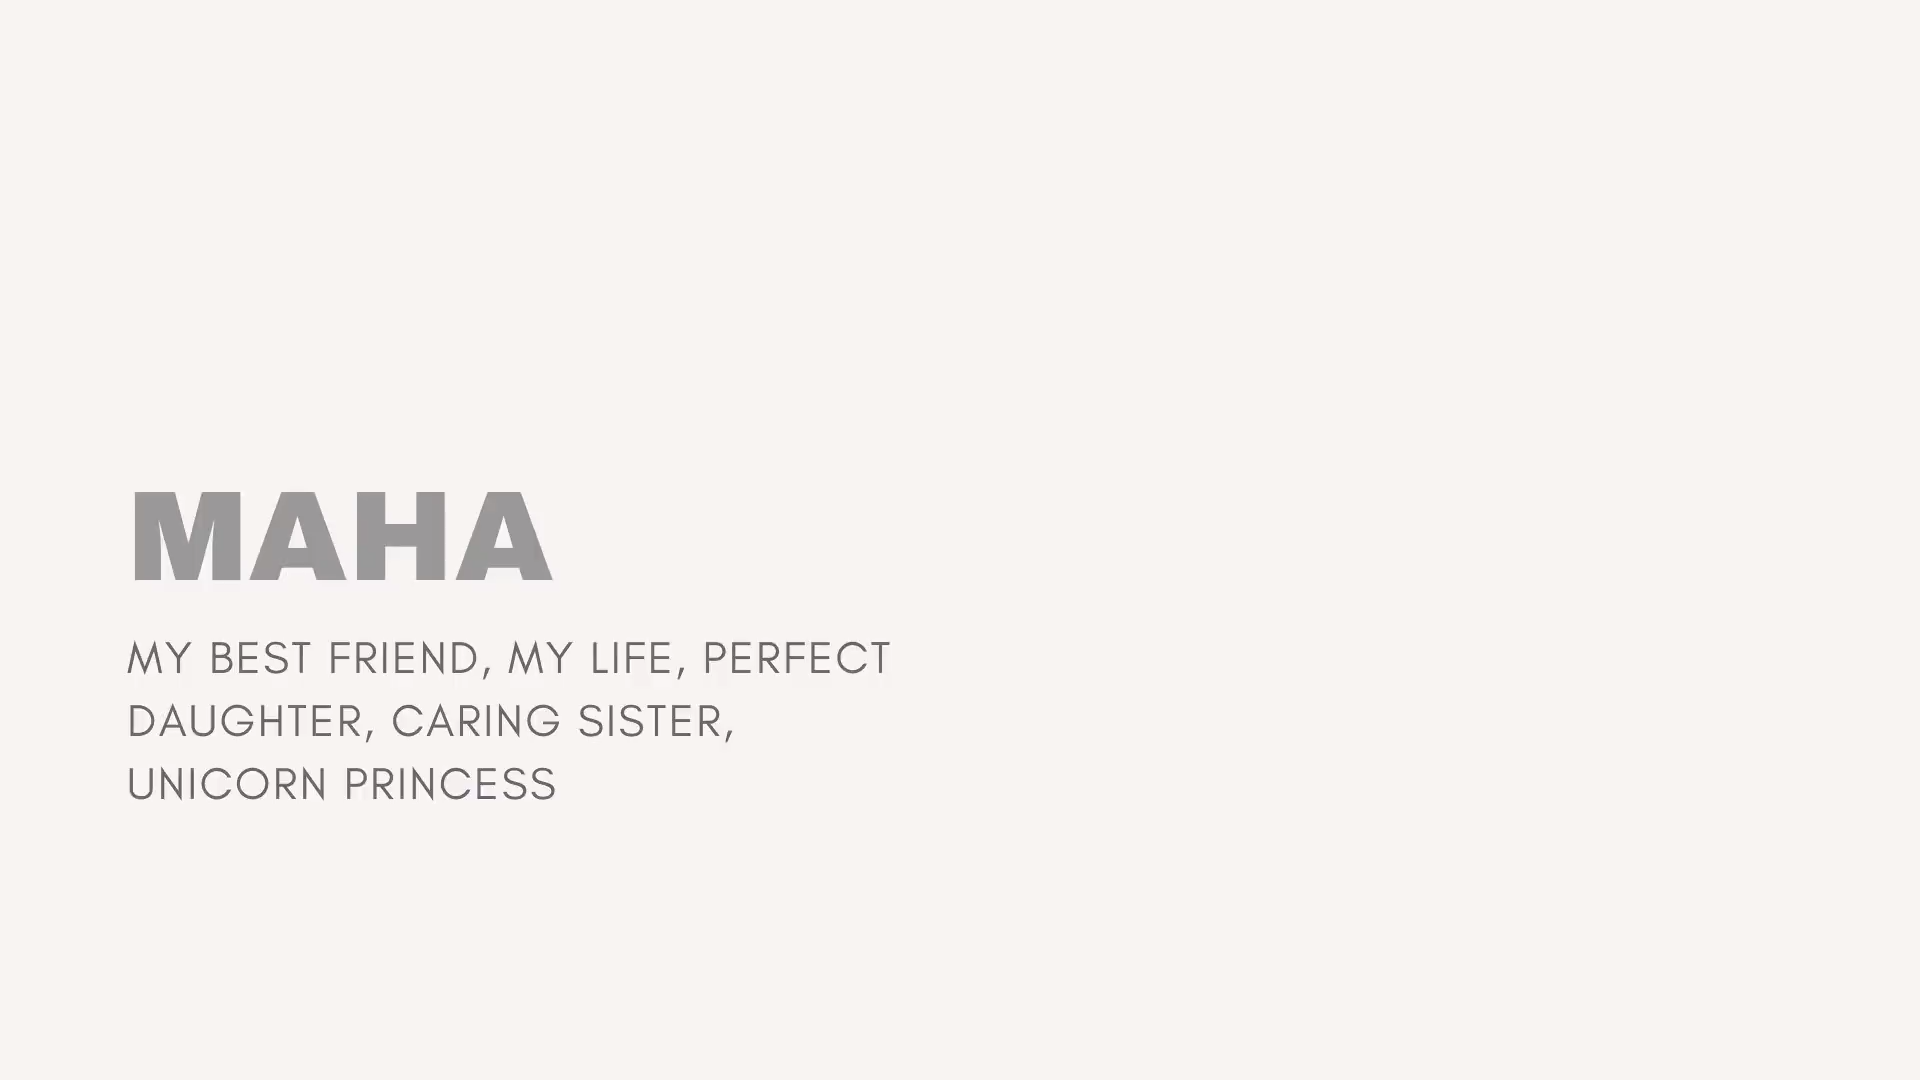 MAHA
MY BEST FRIEND, MY LIFE, PERFECT
DAUGHTER, CARING SISTER,
UNICORN PRINCESS